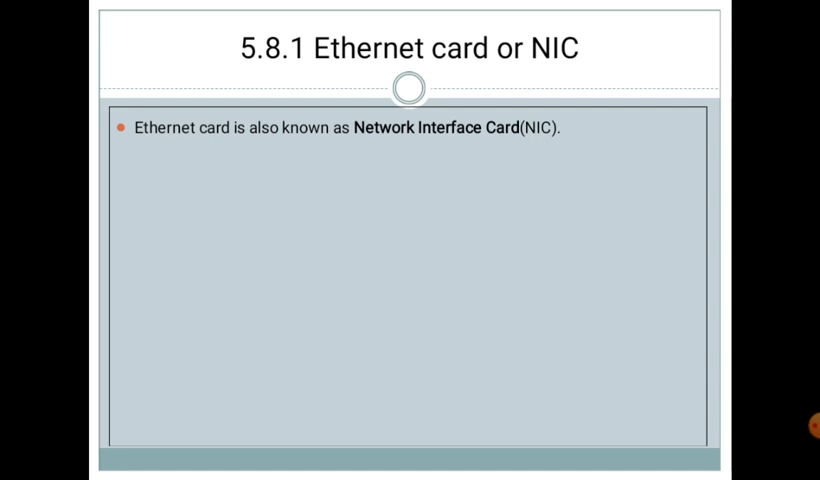 5.8.1 Ethernet card or NIC
Ethernet card is also known as Network Interface Card(NIC).